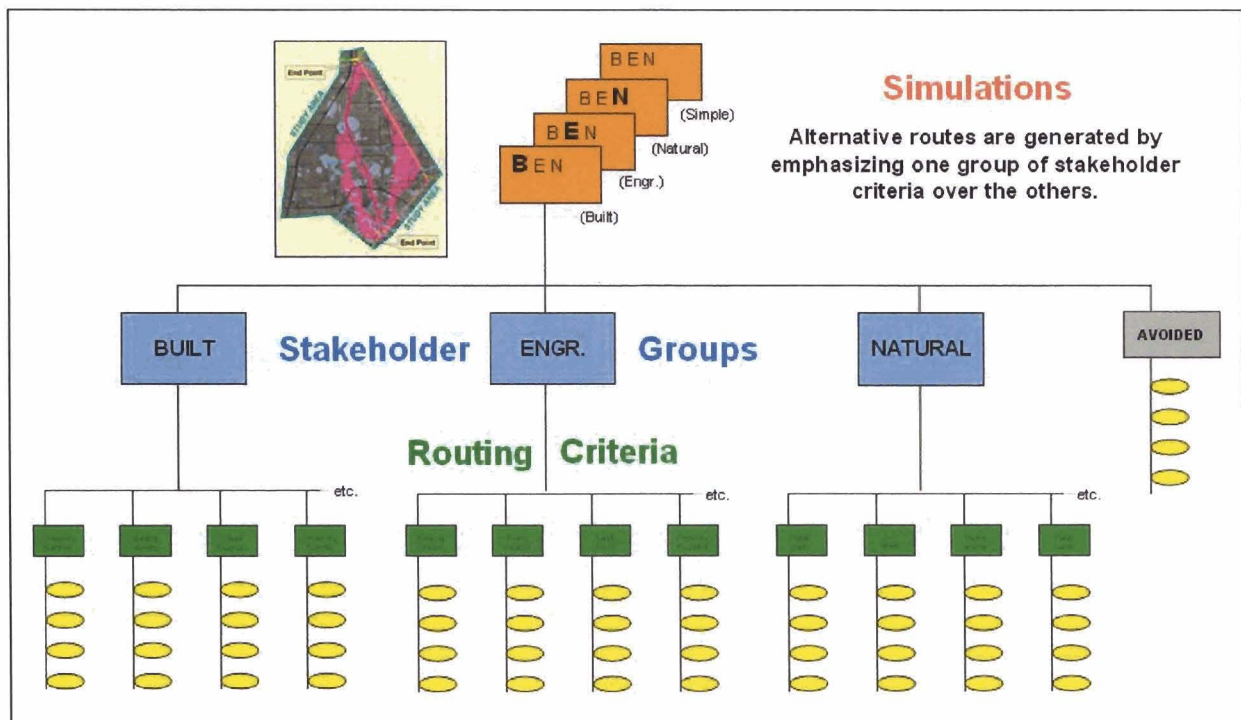 End Point
STUDY AREA
STUDY AREA
End Point
BEN
(Simple)
BEN
(Natural)
BEN
(Engr.)
BEN
(Built)
Simulations
Alternative routes are generated by
emphasizing one group of stakeholder
criteria over the others.
BUILT
Stakeholder
ENGR.
Groups
NATURAL
AVOIDED
Routing Criteria
etc.
etc.
etc.